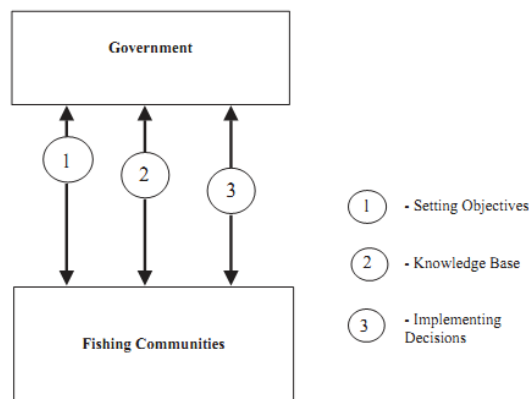 Government
1
2
3
1 - Setting Objectives
2 - Knowledge Base
3 - Implementing
Decisions
Fishing Communities